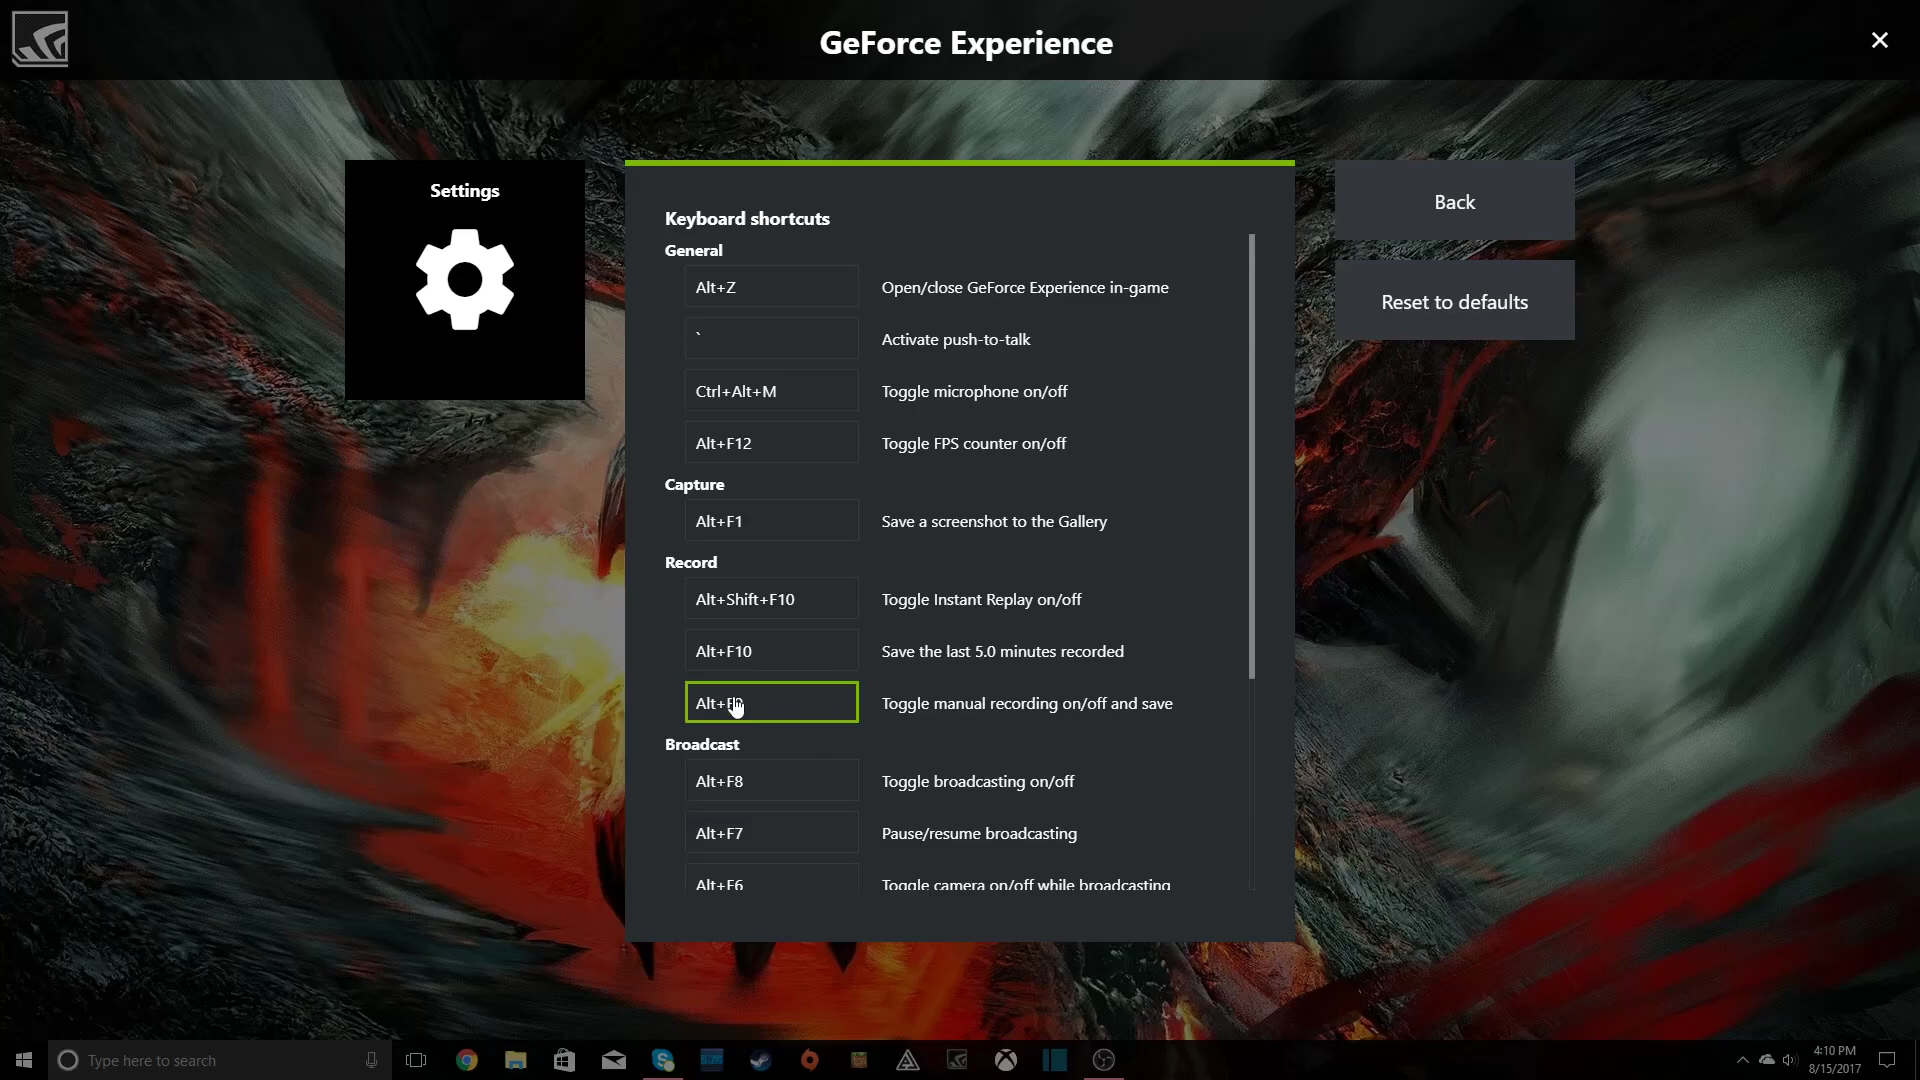 GeForce Experience
Settings
Keyboard shortcuts
General
Alt+Z Open/close GeForce Experience in-game
` Activate push-to-talk
Ctrl+Alt+M Toggle microphone on/off
Alt+F12 Toggle FPS counter on/off
Capture
Alt+F1 Save a screenshot to the Gallery
Record
Alt+Shift+F10 Toggle Instant Replay on/off
Alt+F10 Save the last 5.0 minutes recorded
Toggle manual recording on/off and save
Broadcast
Alt+F8 Toggle broadcasting on/off
Alt+F7 Pause/resume broadcasting
Alt+F6 Toggle camera on/off while broadcasting
Back
Reset to defaults
Type here to search
4:10 PM
8/15/2017